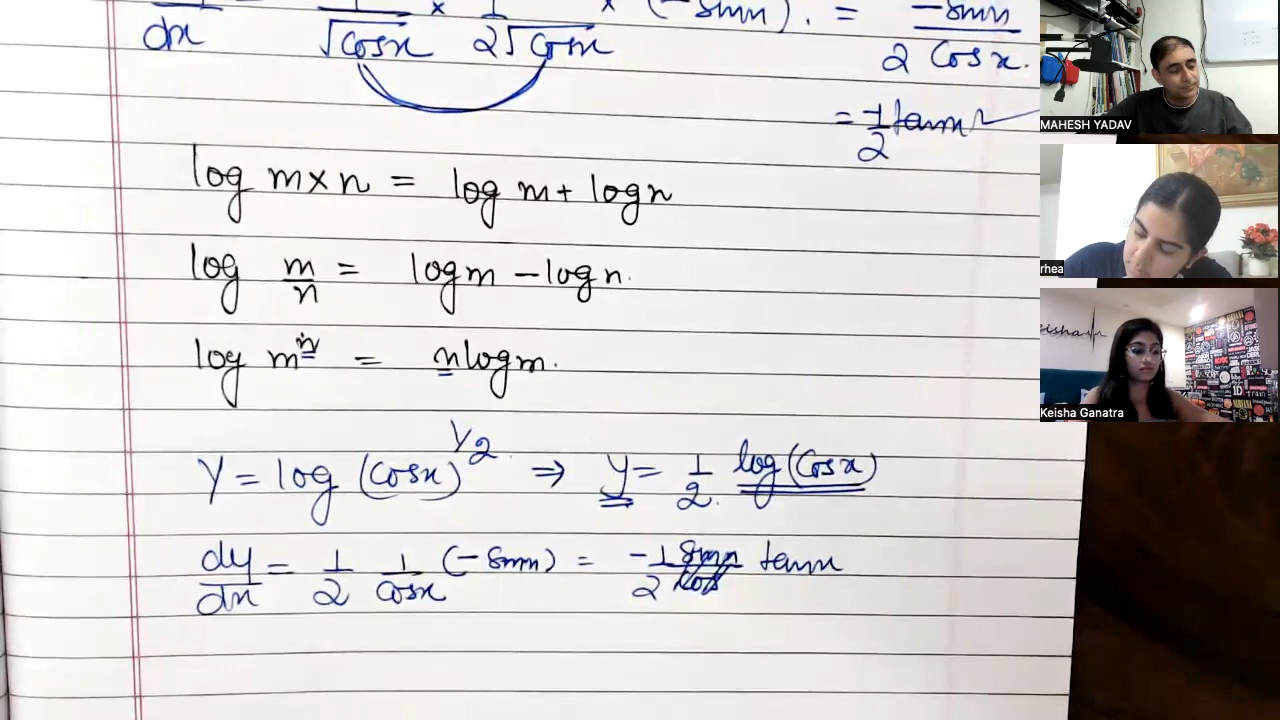 dx √cosx × 1/2√cosx × (-sinx). = -sinx/2 cosx.
= -1/2 tanx
log m×n = log m + log n
log m/n = log m - log n.
log m^n = n log m.
Y = log (cosx)^1/2 ⇒ y = 1/2. log(cosx)
dy/dx = 1/2 1/cosx (-sinx) = -1/2 tanx
MAHESH YADAV
rhea
eisha
Keisha Ganatra